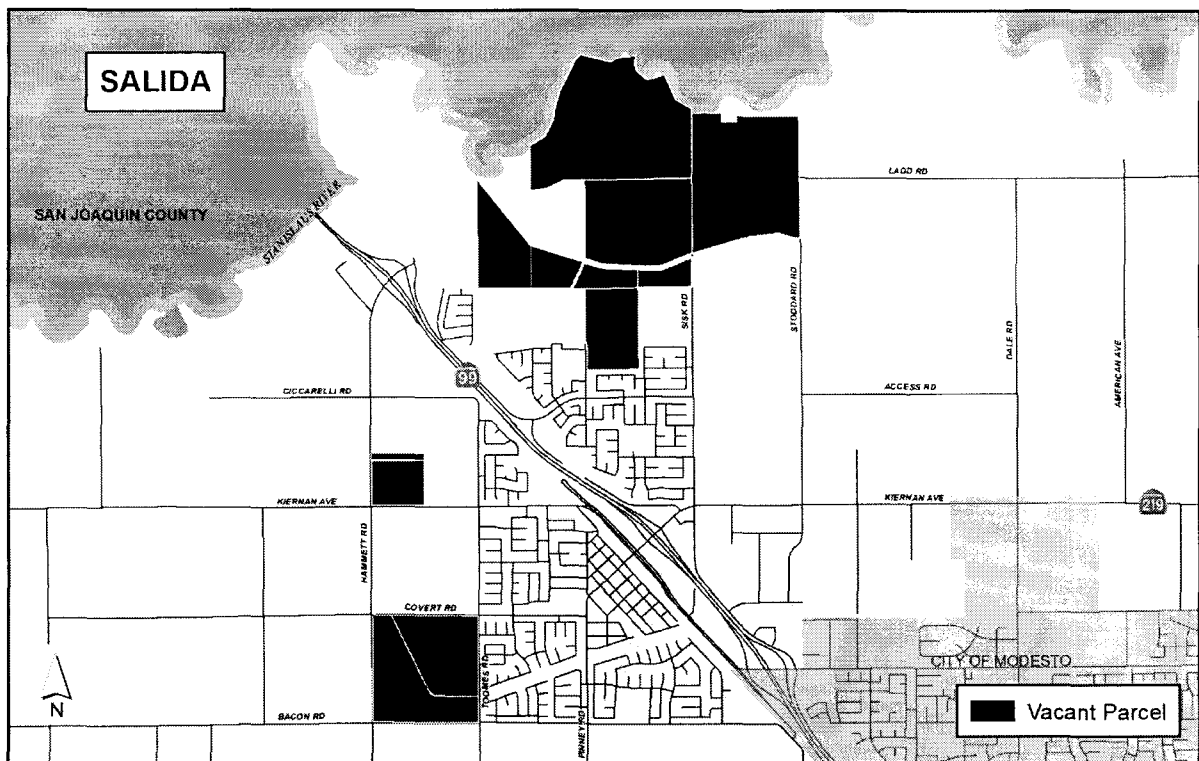 SALIDA
LADD RD
SAN JOAQUIN COUNTY
STANISLAUS RIVER
SISK RD
STODDARD RD
DALE RD
AMERICAN AVE
99
CICCARELLI RD
ACCESS RD
KIERNAN AVE
KIERNAN AVE
219
HAMMETT RD
COVERT RD
TOOMES RD
CITY OF MODESTO
N
BACON RD
PIRNEY RD
Vacant Parcel